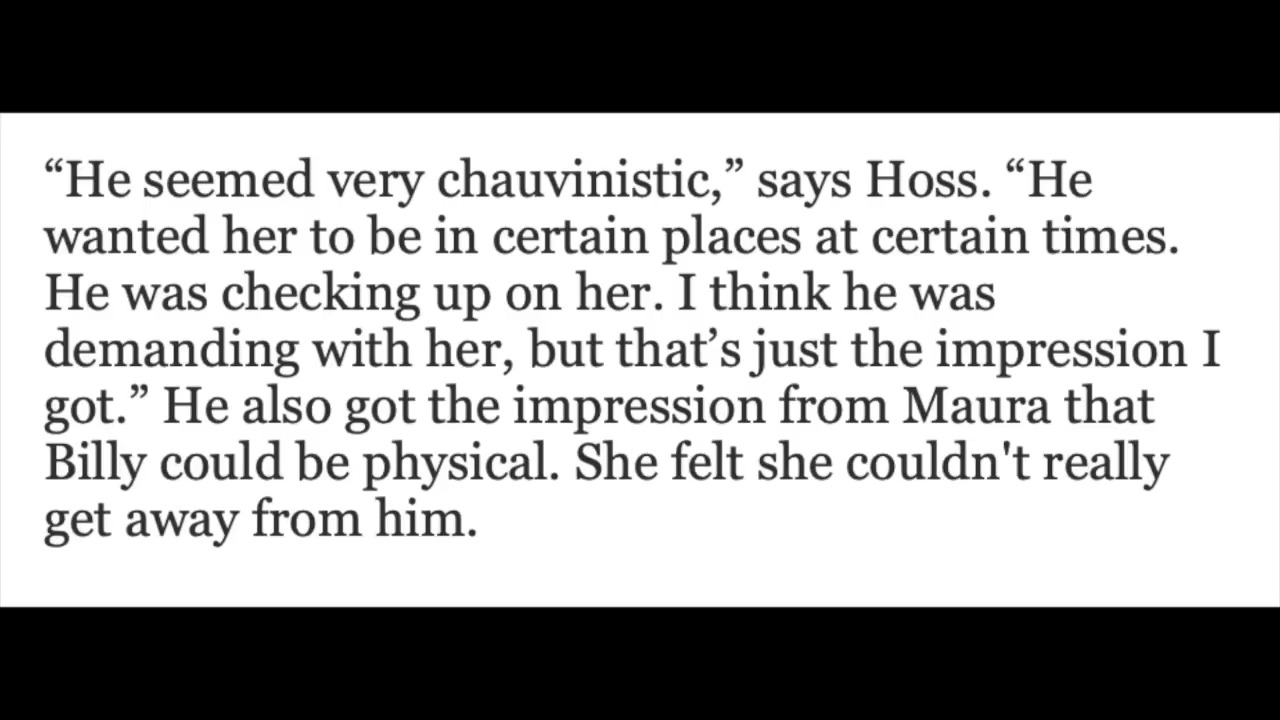 “He seemed very chauvinistic,” says Hoss. “He
wanted her to be in certain places at certain times.
He was checking up on her. I think he was
demanding with her, but that’s just the impression I
got.” He also got the impression from Maura that
Billy could be physical. She felt she couldn't really
get away from him.